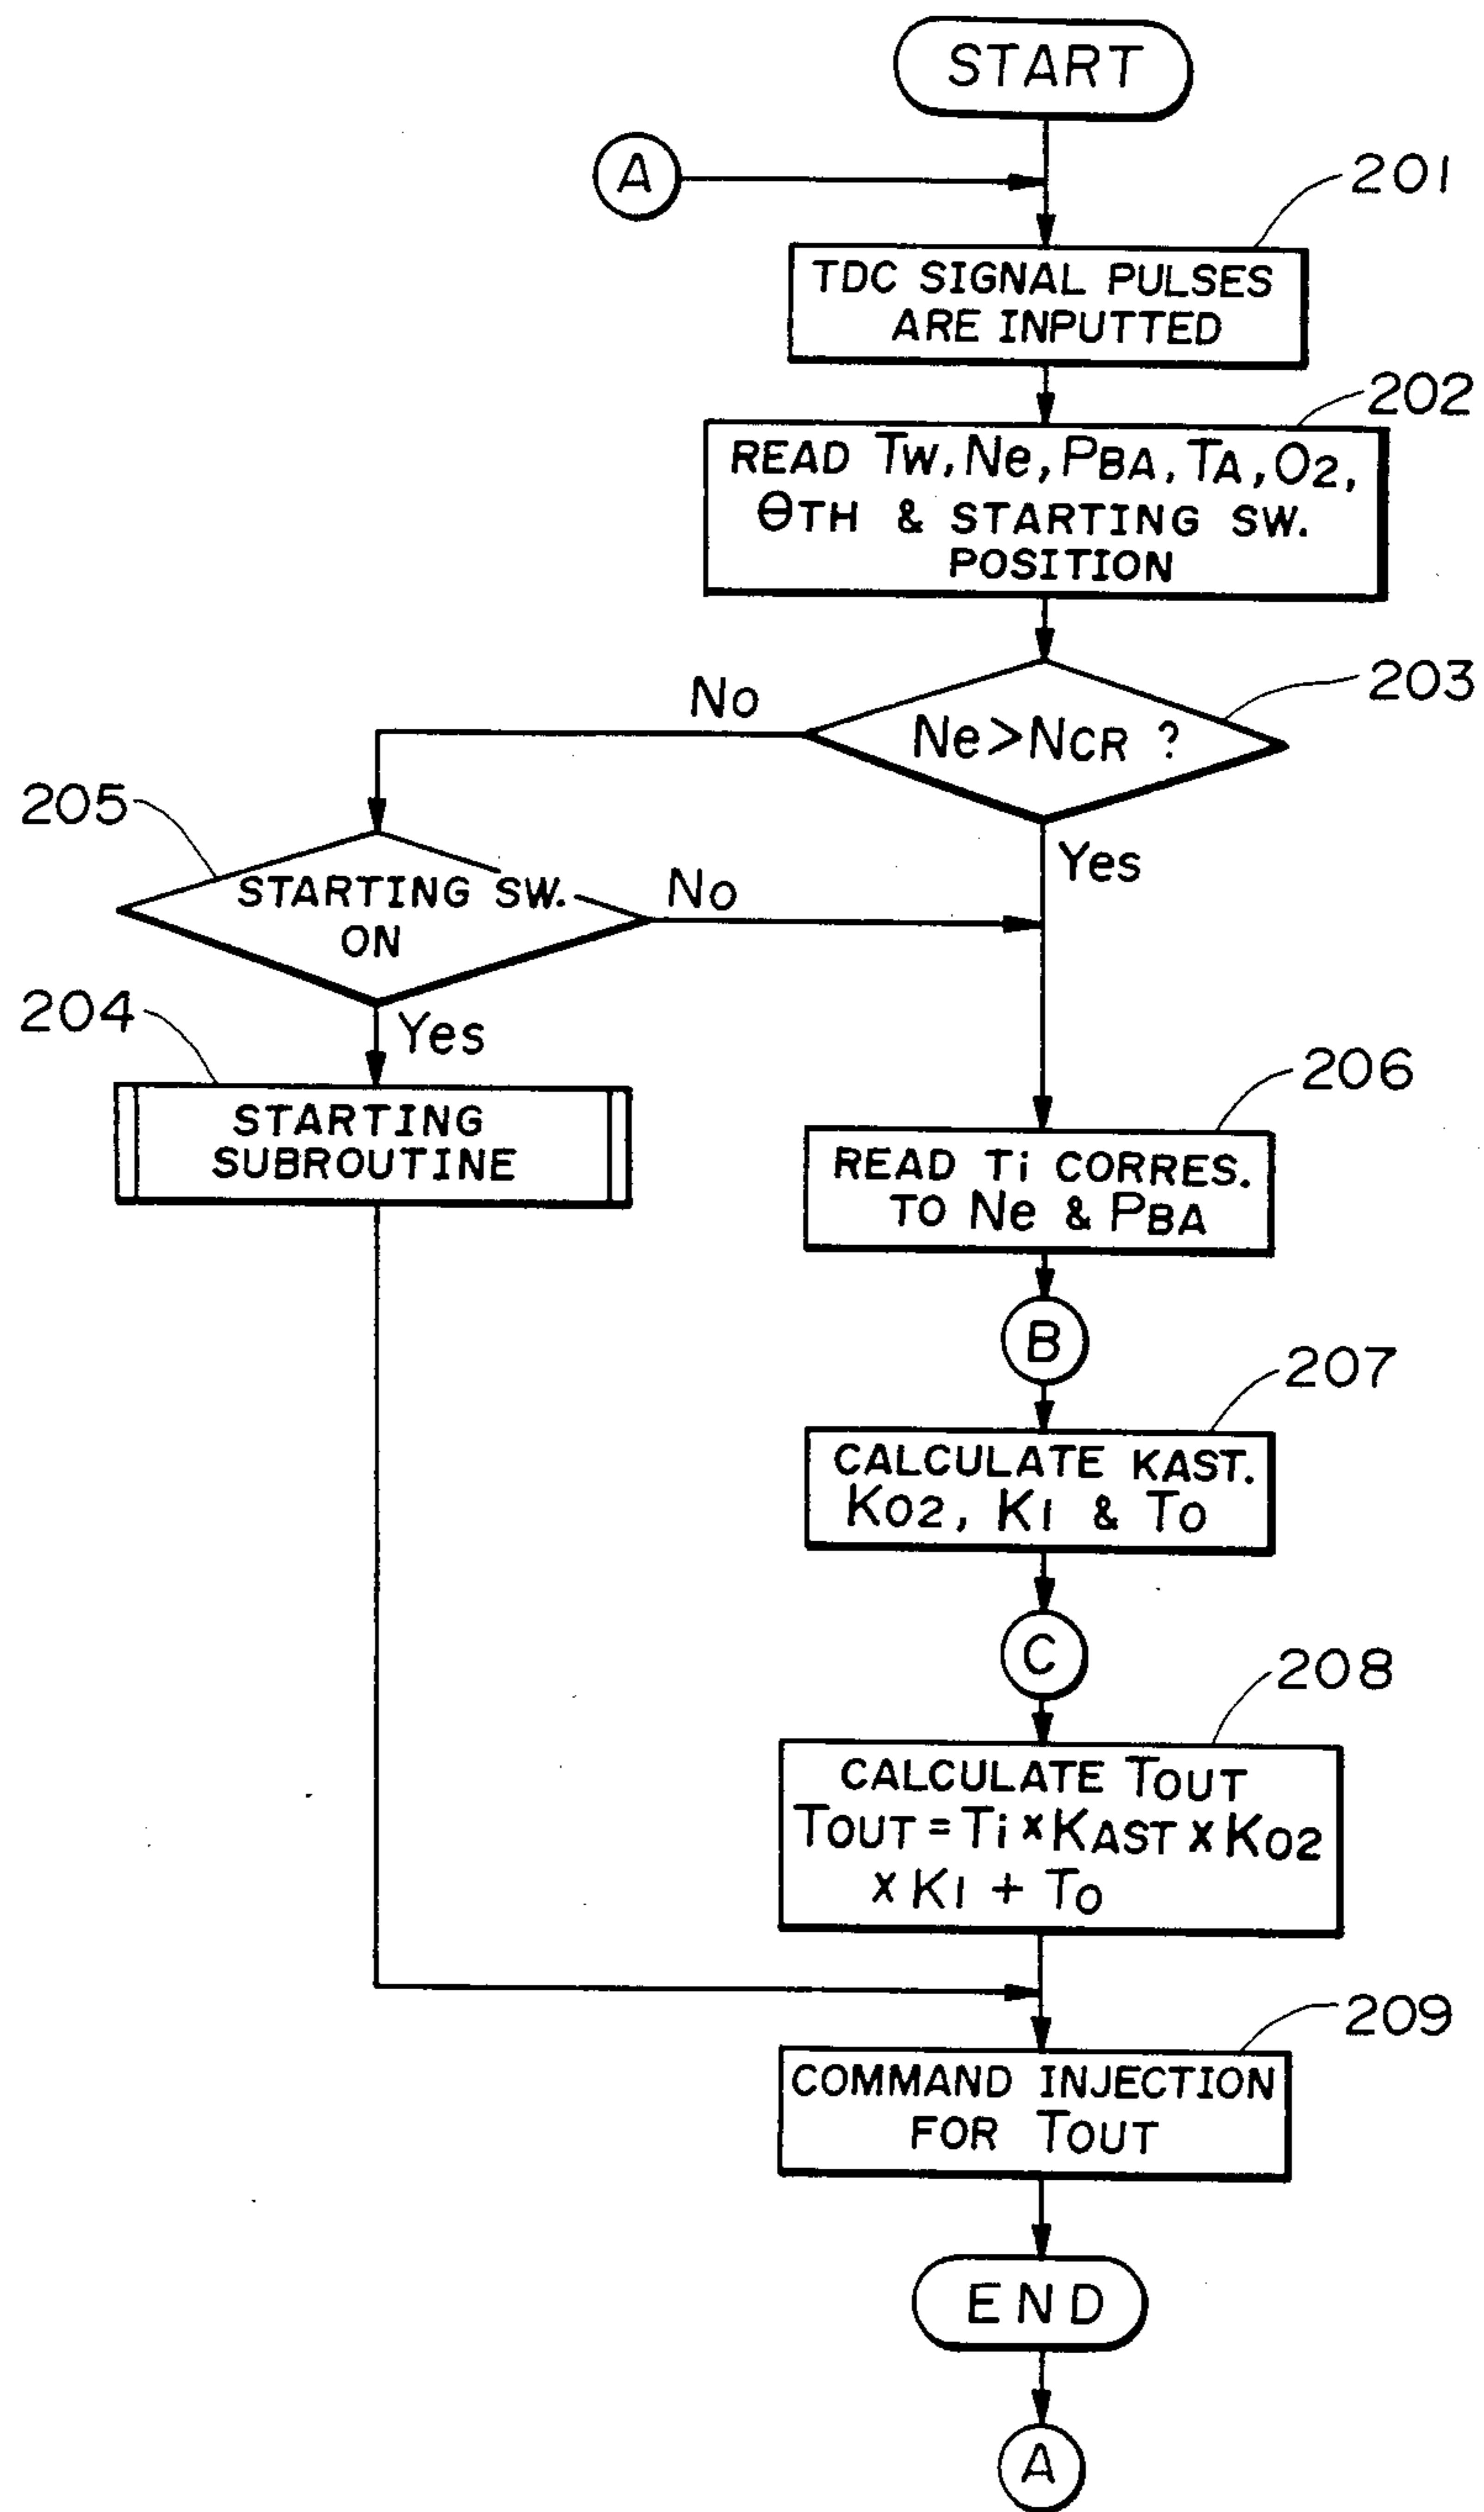 START
A
201
TDC SIGNAL PULSES
ARE INPUTTED
202
READ TW, Ne, PBA, TA, O2,
θTH & STARTING SW.
POSITION
203
No
Ne>NCR ?
205
Yes
STARTING SW.
ON
No
204
Yes
206
STARTING
SUBROUTINE
READ Ti CORRES.
TO Ne & PBA
B
207
CALCULATE KAST.
KO2, K1 & TO
C
208
CALCULATE TOUT
TOUT = Ti x KAST x KO2
x K1 + TO
209
COMMAND INJECTION
FOR TOUT
END
A